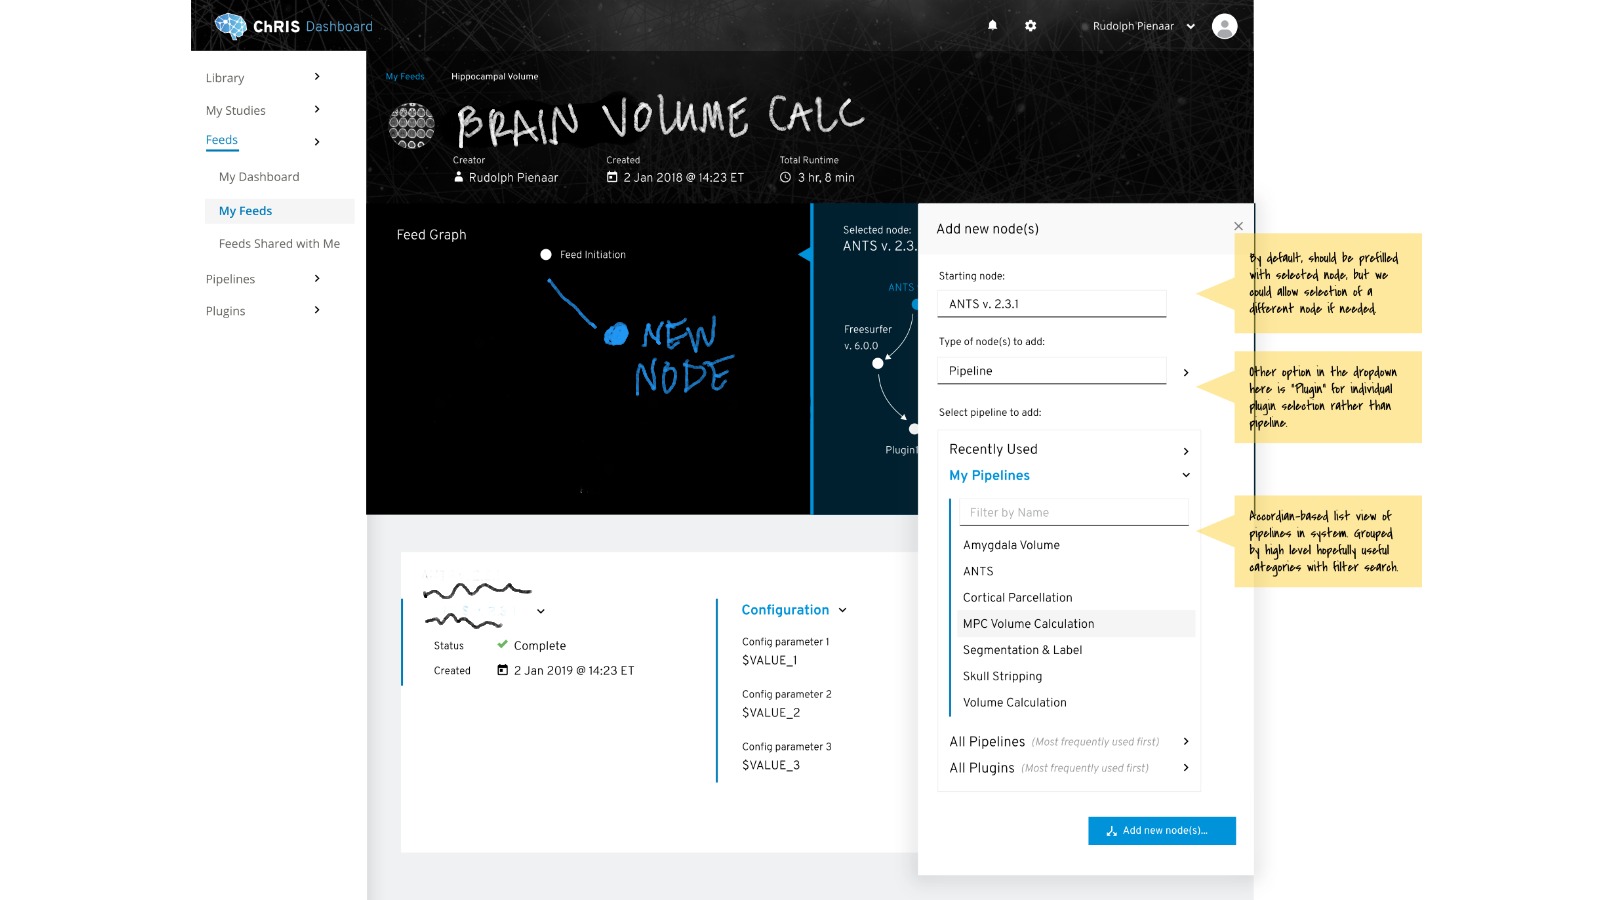 ChRIS Dashboard
Rudolph Pienaar
Library
My Studies
Feeds
My Dashboard
My Feeds
Feeds Shared with Me
Pipelines
Plugins
My Feeds
Hippocampal Volume
BRAIN VOLUME CALC
Creator
Rudolph Pienaar
Created
2 Jan 2018 @ 14:23 ET
Total Runtime
3 hr, 8 min
Feed Graph
Feed Initiation
NEW
NODE
Selected node:
ANTS v. 2.3.
ANTS
Freesurfer
v. 6.0.0
Plugin1
Status
Complete
Created
2 Jan 2019 @ 14:23 ET
Configuration
Config parameter 1
$VALUE_1
Config parameter 2
$VALUE_2
Config parameter 3
$VALUE_3
Add new node(s)
Starting node:
ANTS v. 2.3.1
Type of node(s) to add:
Pipeline
Select pipeline to add:
Recently Used
My Pipelines
Filter by Name
Amygdala Volume
ANTS
Cortical Parcellation
MPC Volume Calculation
Segmentation & Label
Skull Stripping
Volume Calculation
All Pipelines (Most frequently used first)
All Plugins (Most frequently used first)
Add new node(s)...
By default, should be prefilled
with selected node, but we
could allow selection of a
different node if needed.
Other option in the dropdown
here is "Plugin" for individual
plugin selection rather than
pipeline.
Accordian-based list view of
pipelines in system. Grouped
by high level hopefully useful
categories with filter search.